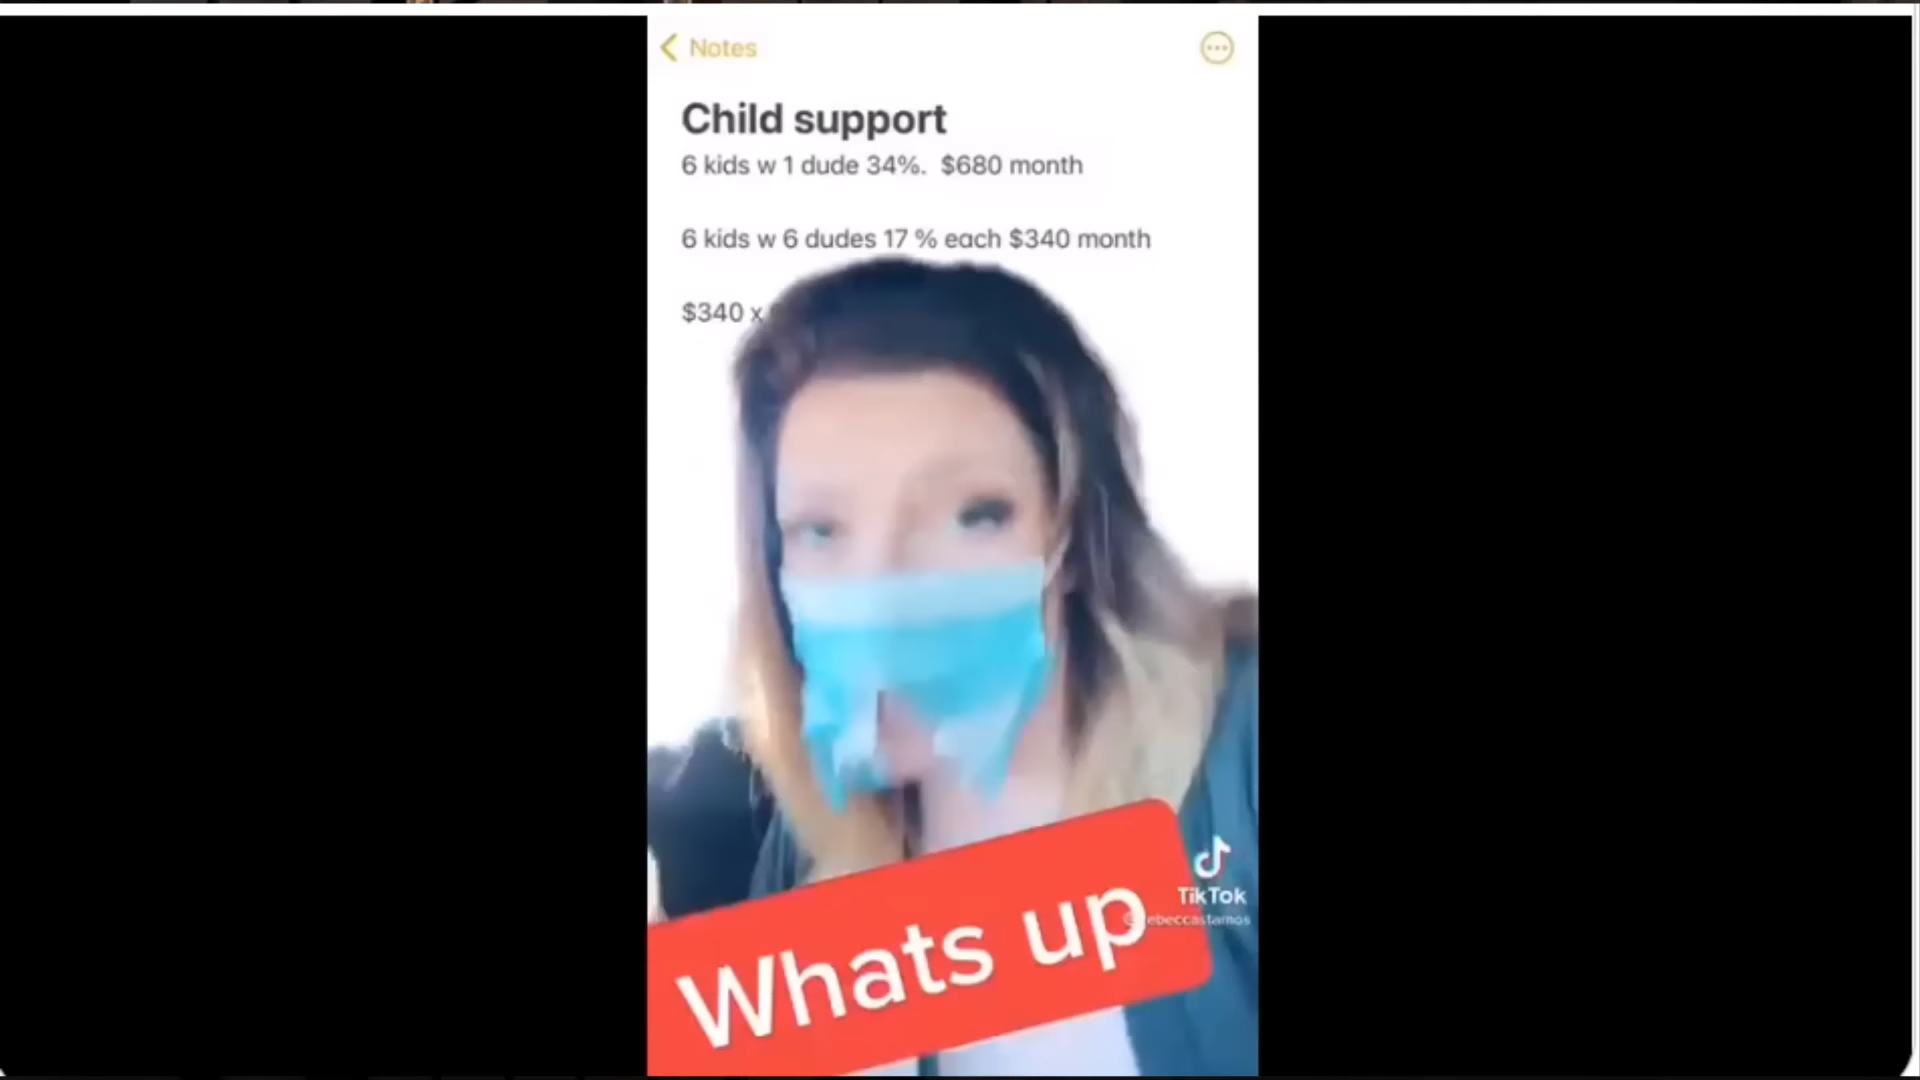 Notes
Child support
6 kids w 1 dude 34%.  $680 month
6 kids w 6 dudes 17 % each $340 month
$340 x
Whats up
TikTok